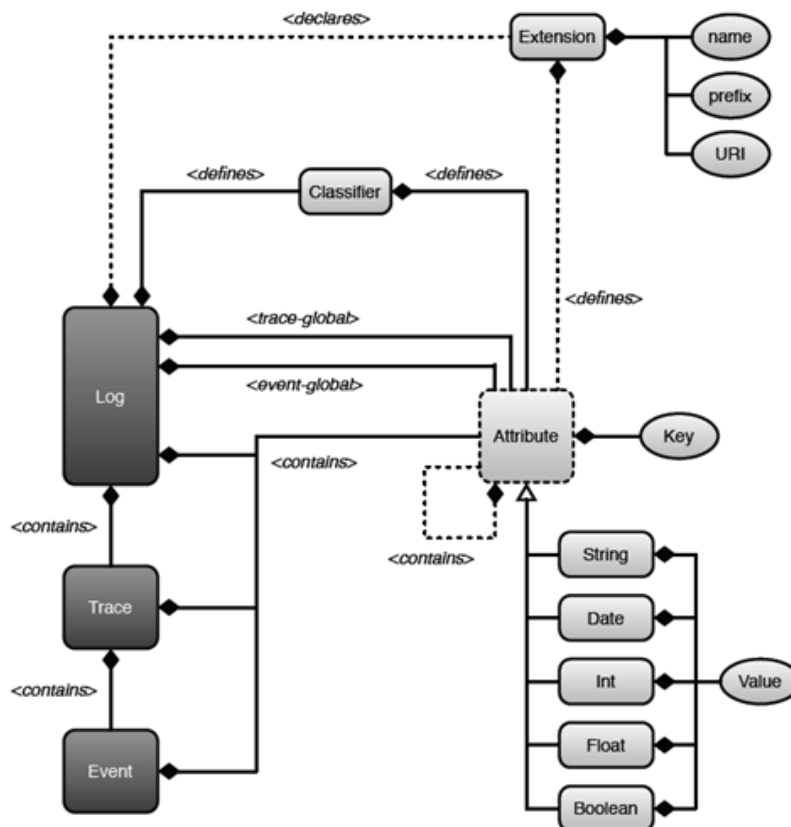 <declares>
Extension
name
prefix
URI
<defines>
Classifier
<defines>
<defines>
<trace-global>
<event-global>
Log
Attribute
Key
<contains>
<contains>
<contains>
String
Trace
Date
<contains>
Int
Value
Event
Float
Boolean